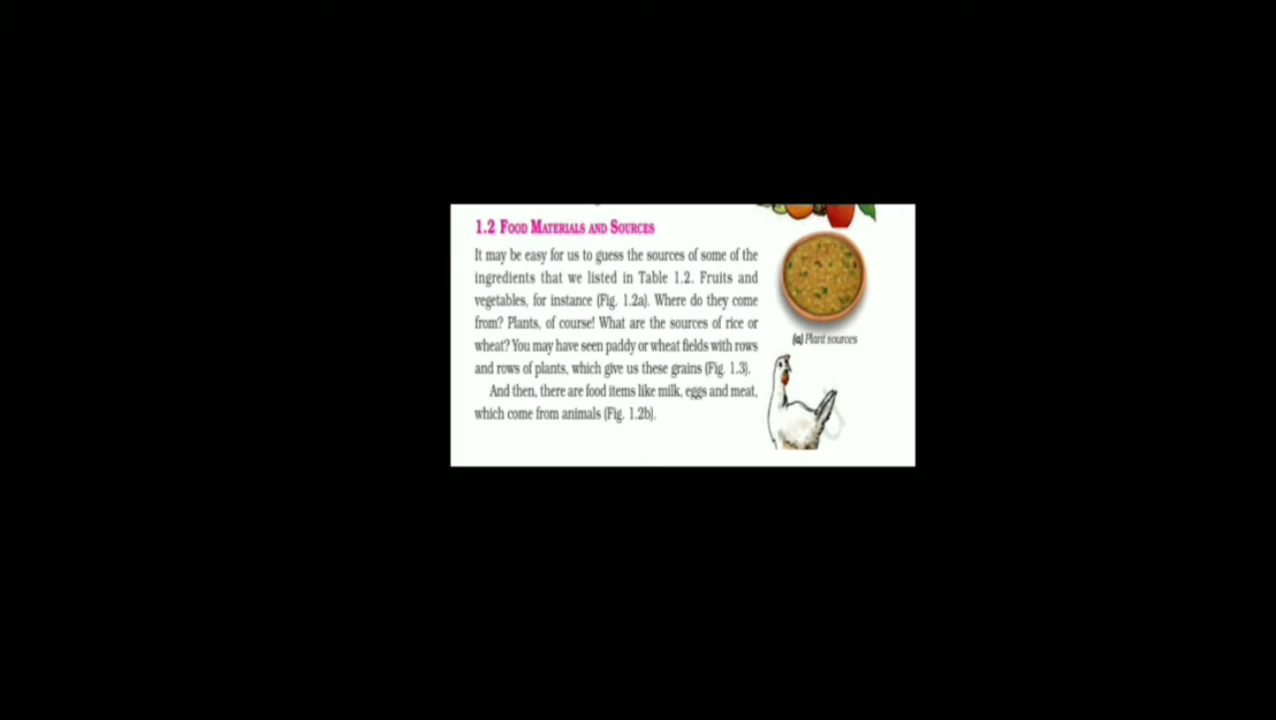 1.2 Food Materials and Sources
It may be easy for us to guess the sources of some of the
ingredients that we listed in Table 1.2. Fruits and
vegetables, for instance (Fig. 1.2a). Where do they come
from? Plants, of course! What are the sources of rice or
wheat? You may have seen paddy or wheat fields with rows
and rows of plants, which give us these grains (Fig. 1.3).
And then, there are food items like milk, eggs and meat,
which come from animals (Fig. 1.2b).
(a) Plant sources